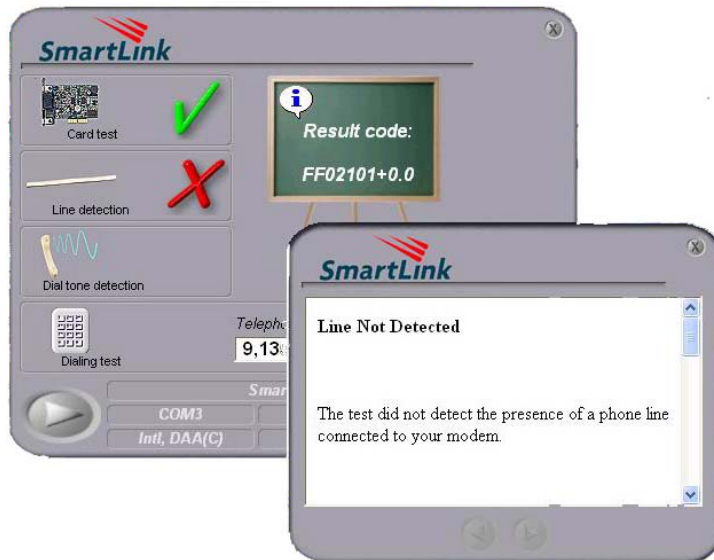 SmartLink
Card test
Result code:
FF02101+0.0
Line detection
Dial tone detection
Dialing test
9,13
COM3
Intl, DAA(C)
SmartLink
Line Not Detected
The test did not detect the presence of a phone line
connected to your modem.